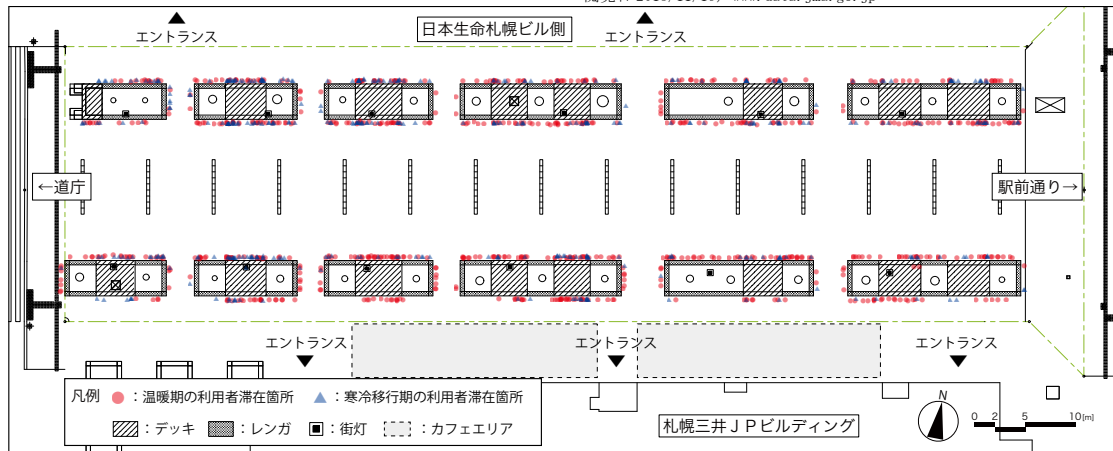 日本生命札幌ビル側
エントランス
エントランス
←道庁
駅前通り→
エントランス
エントランス
エントランス
凡例
：温暖期の利用者滞在箇所
：寒冷移行期の利用者滞在箇所
：デッキ
：レンガ
：街灯
：カフェエリア
札幌三井ＪＰビルディング
N
0 2 5 10[m]